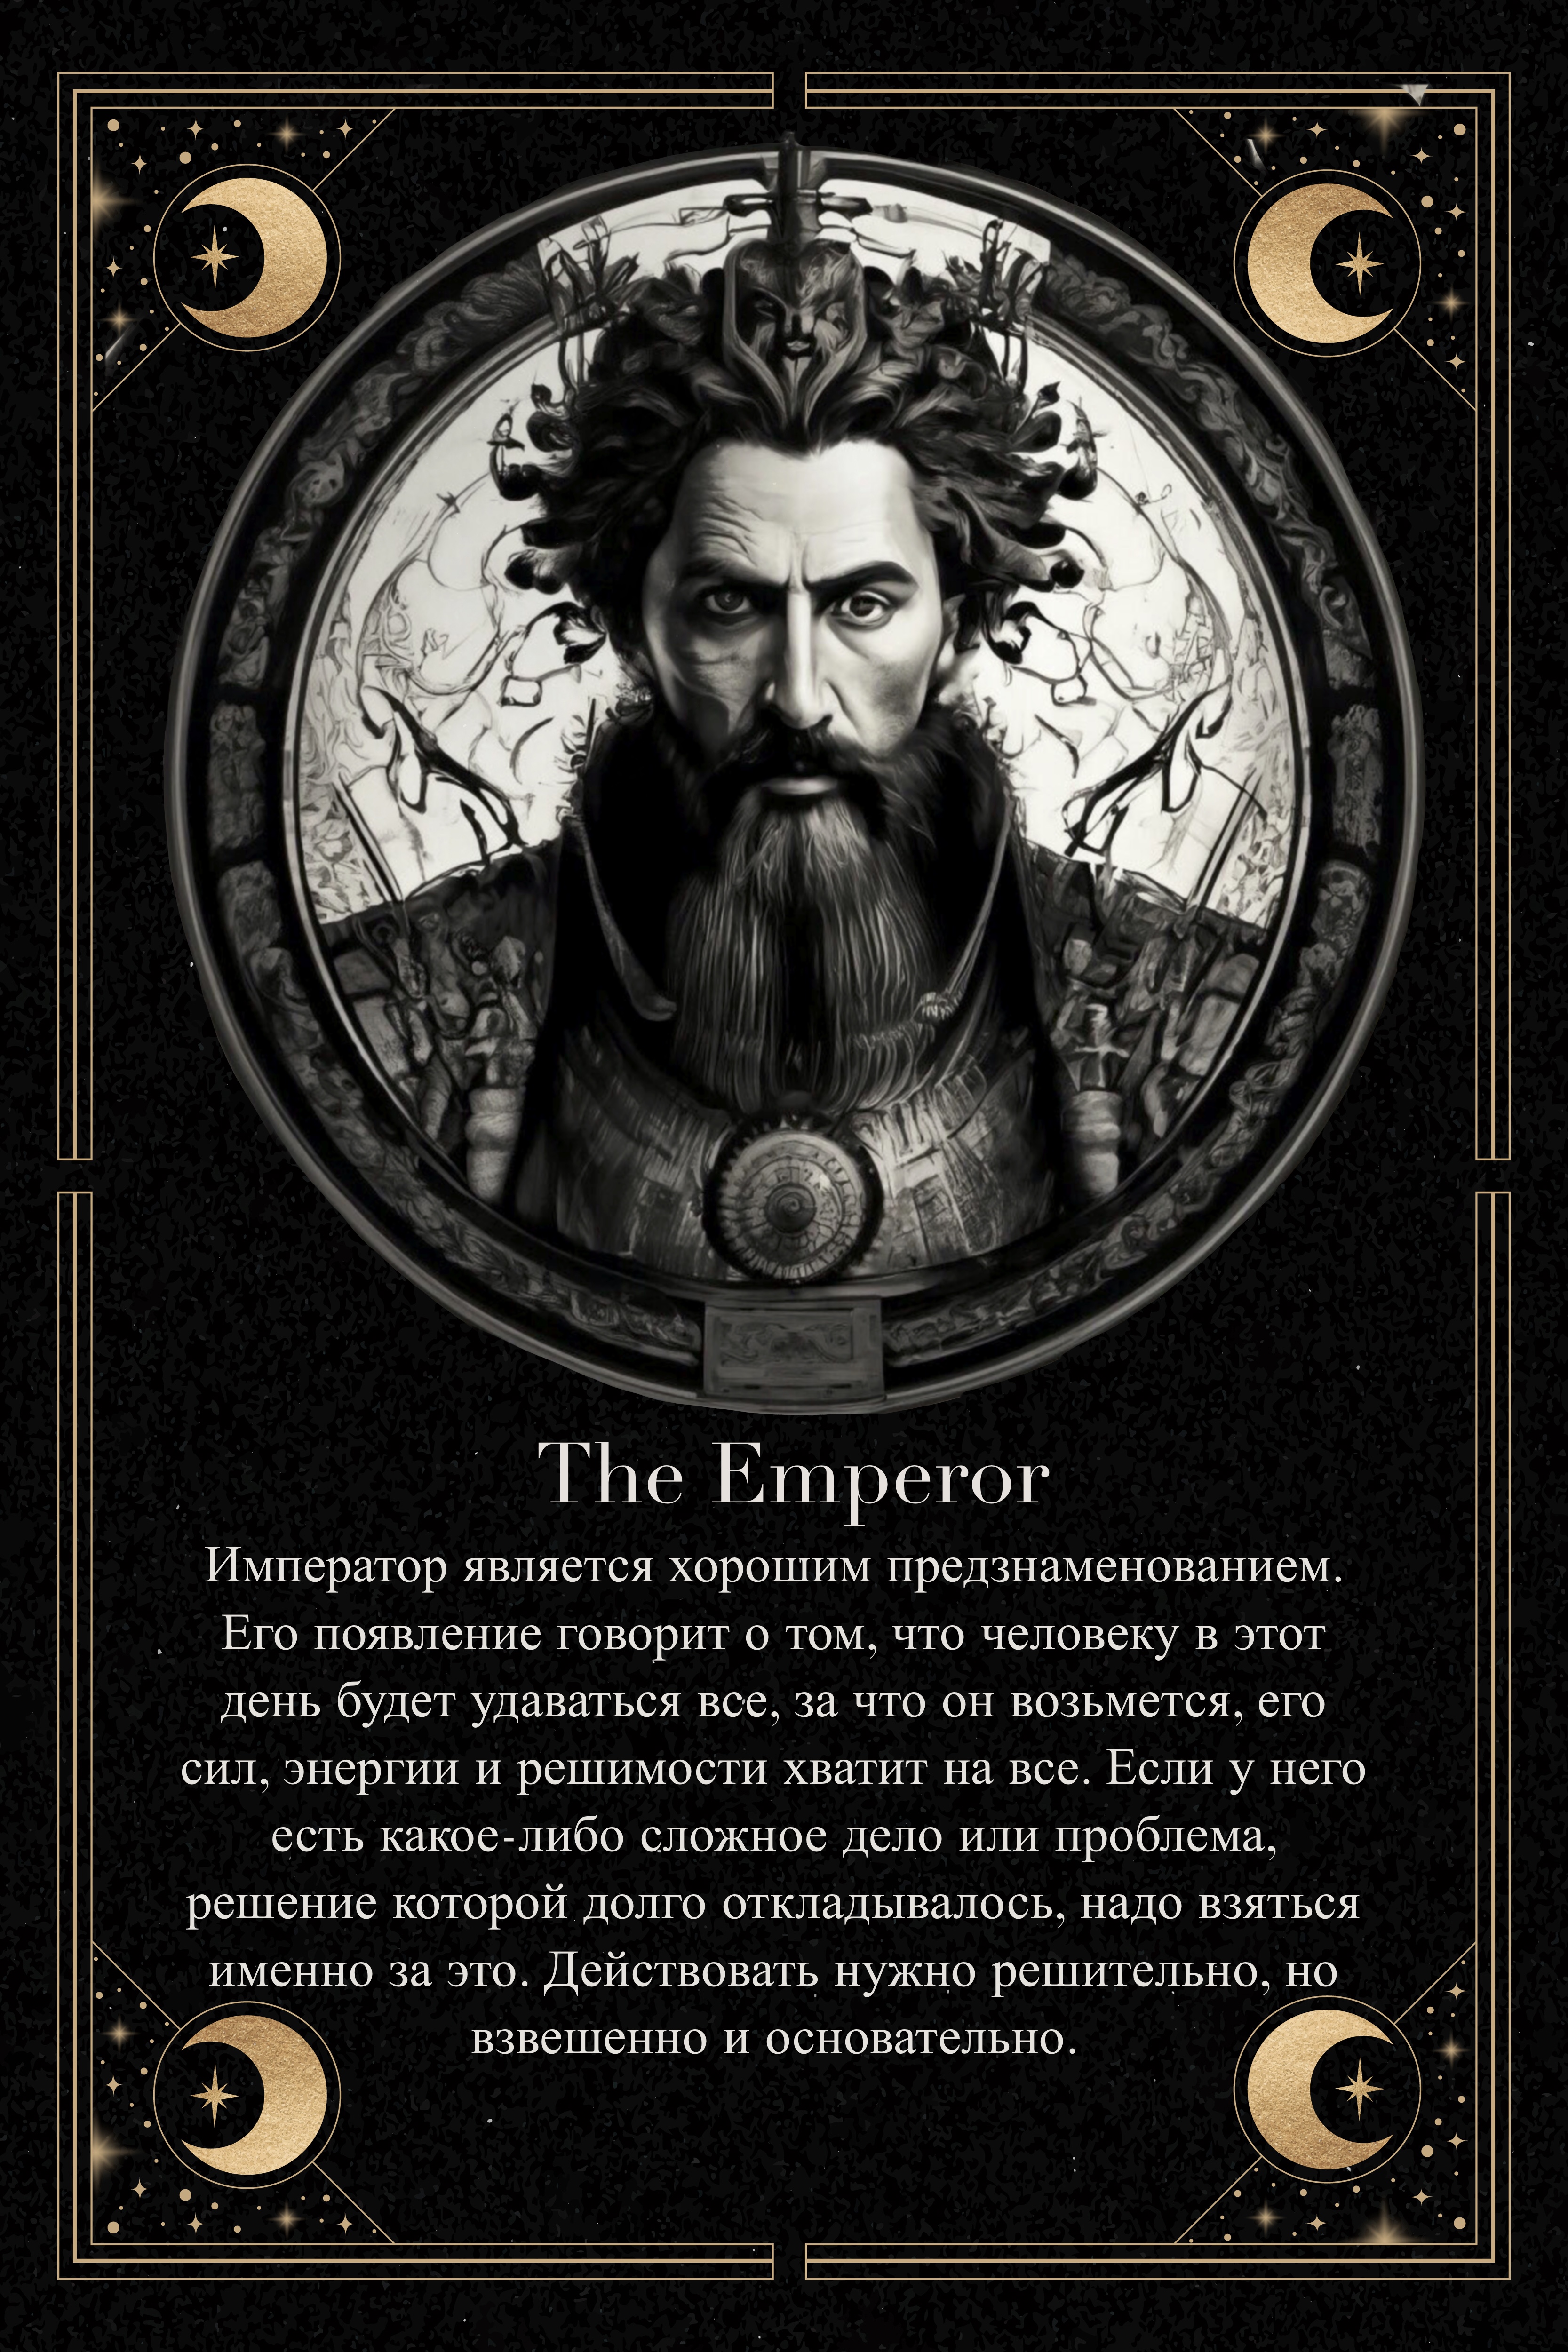 The Emperor
Император является хорошим предзнаменованием.
Его появление говорит о том, что человеку в этот
день будет удаваться все, за что он возьмется, его
сил, энергии и решимости хватит на все. Если у него
есть какое-либо сложное дело или проблема,
решение которой долго откладывалось, надо взяться
именно за это. Действовать нужно решительно, но
взвешенно и основательно.